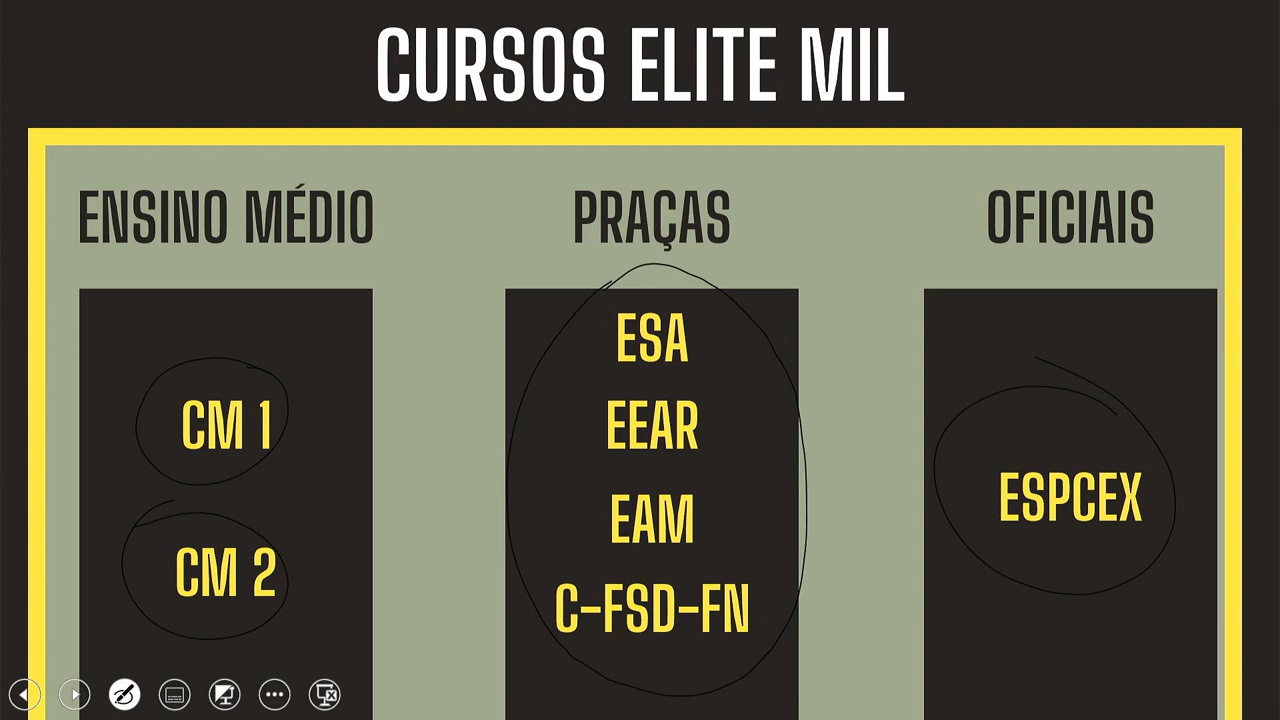 CURSOS ELITE MIL
ENSINO MÉDIO
CM 1
CM 2
PRAÇAS
ESA
EEAR
EAM
C-FSD-FN
OFICIAIS
ESPCEX